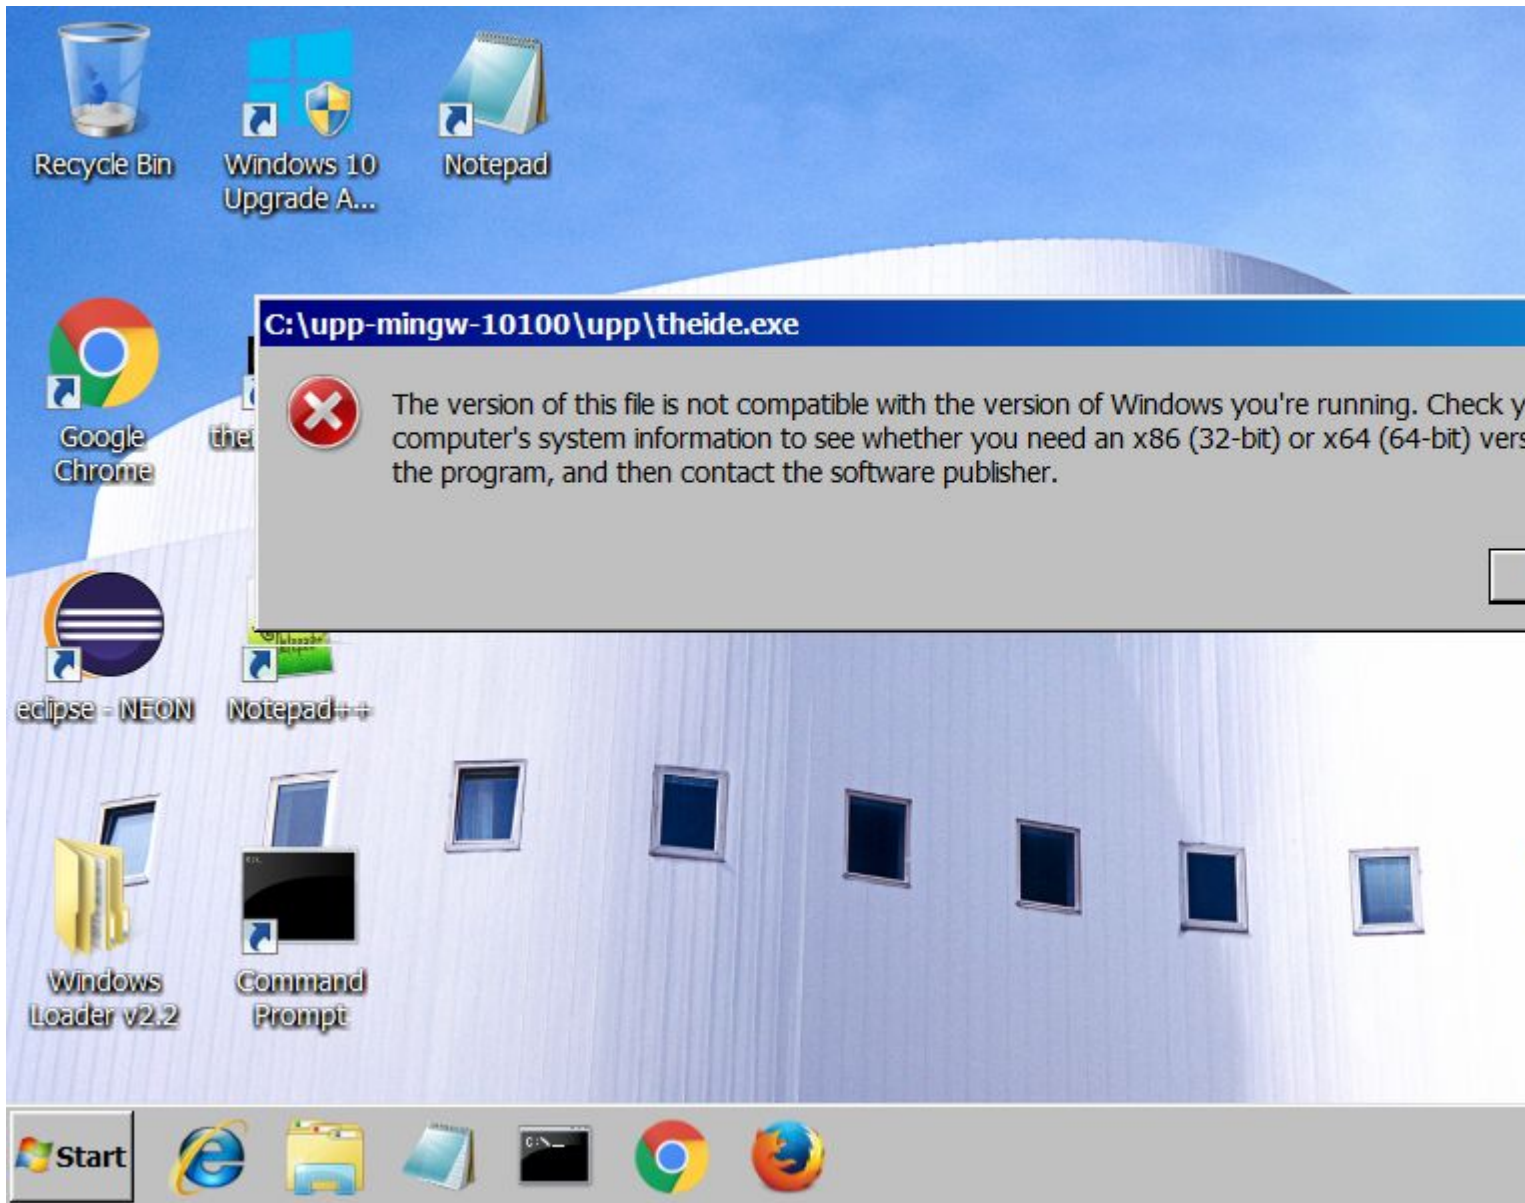 Recycle Bin
Windows 10
Upgrade A...
Notepad
C:\upp-mingw-10100\upp\theide.exe
The version of this file is not compatible with the version of Windows you're running. Check y
computer's system information to see whether you need an x86 (32-bit) or x64 (64-bit) vers
the program, and then contact the software publisher.
Google
Chrome
thei
eclipse - NEON
Notepad++
Windows
Loader v2.2
Command
Prompt
Start